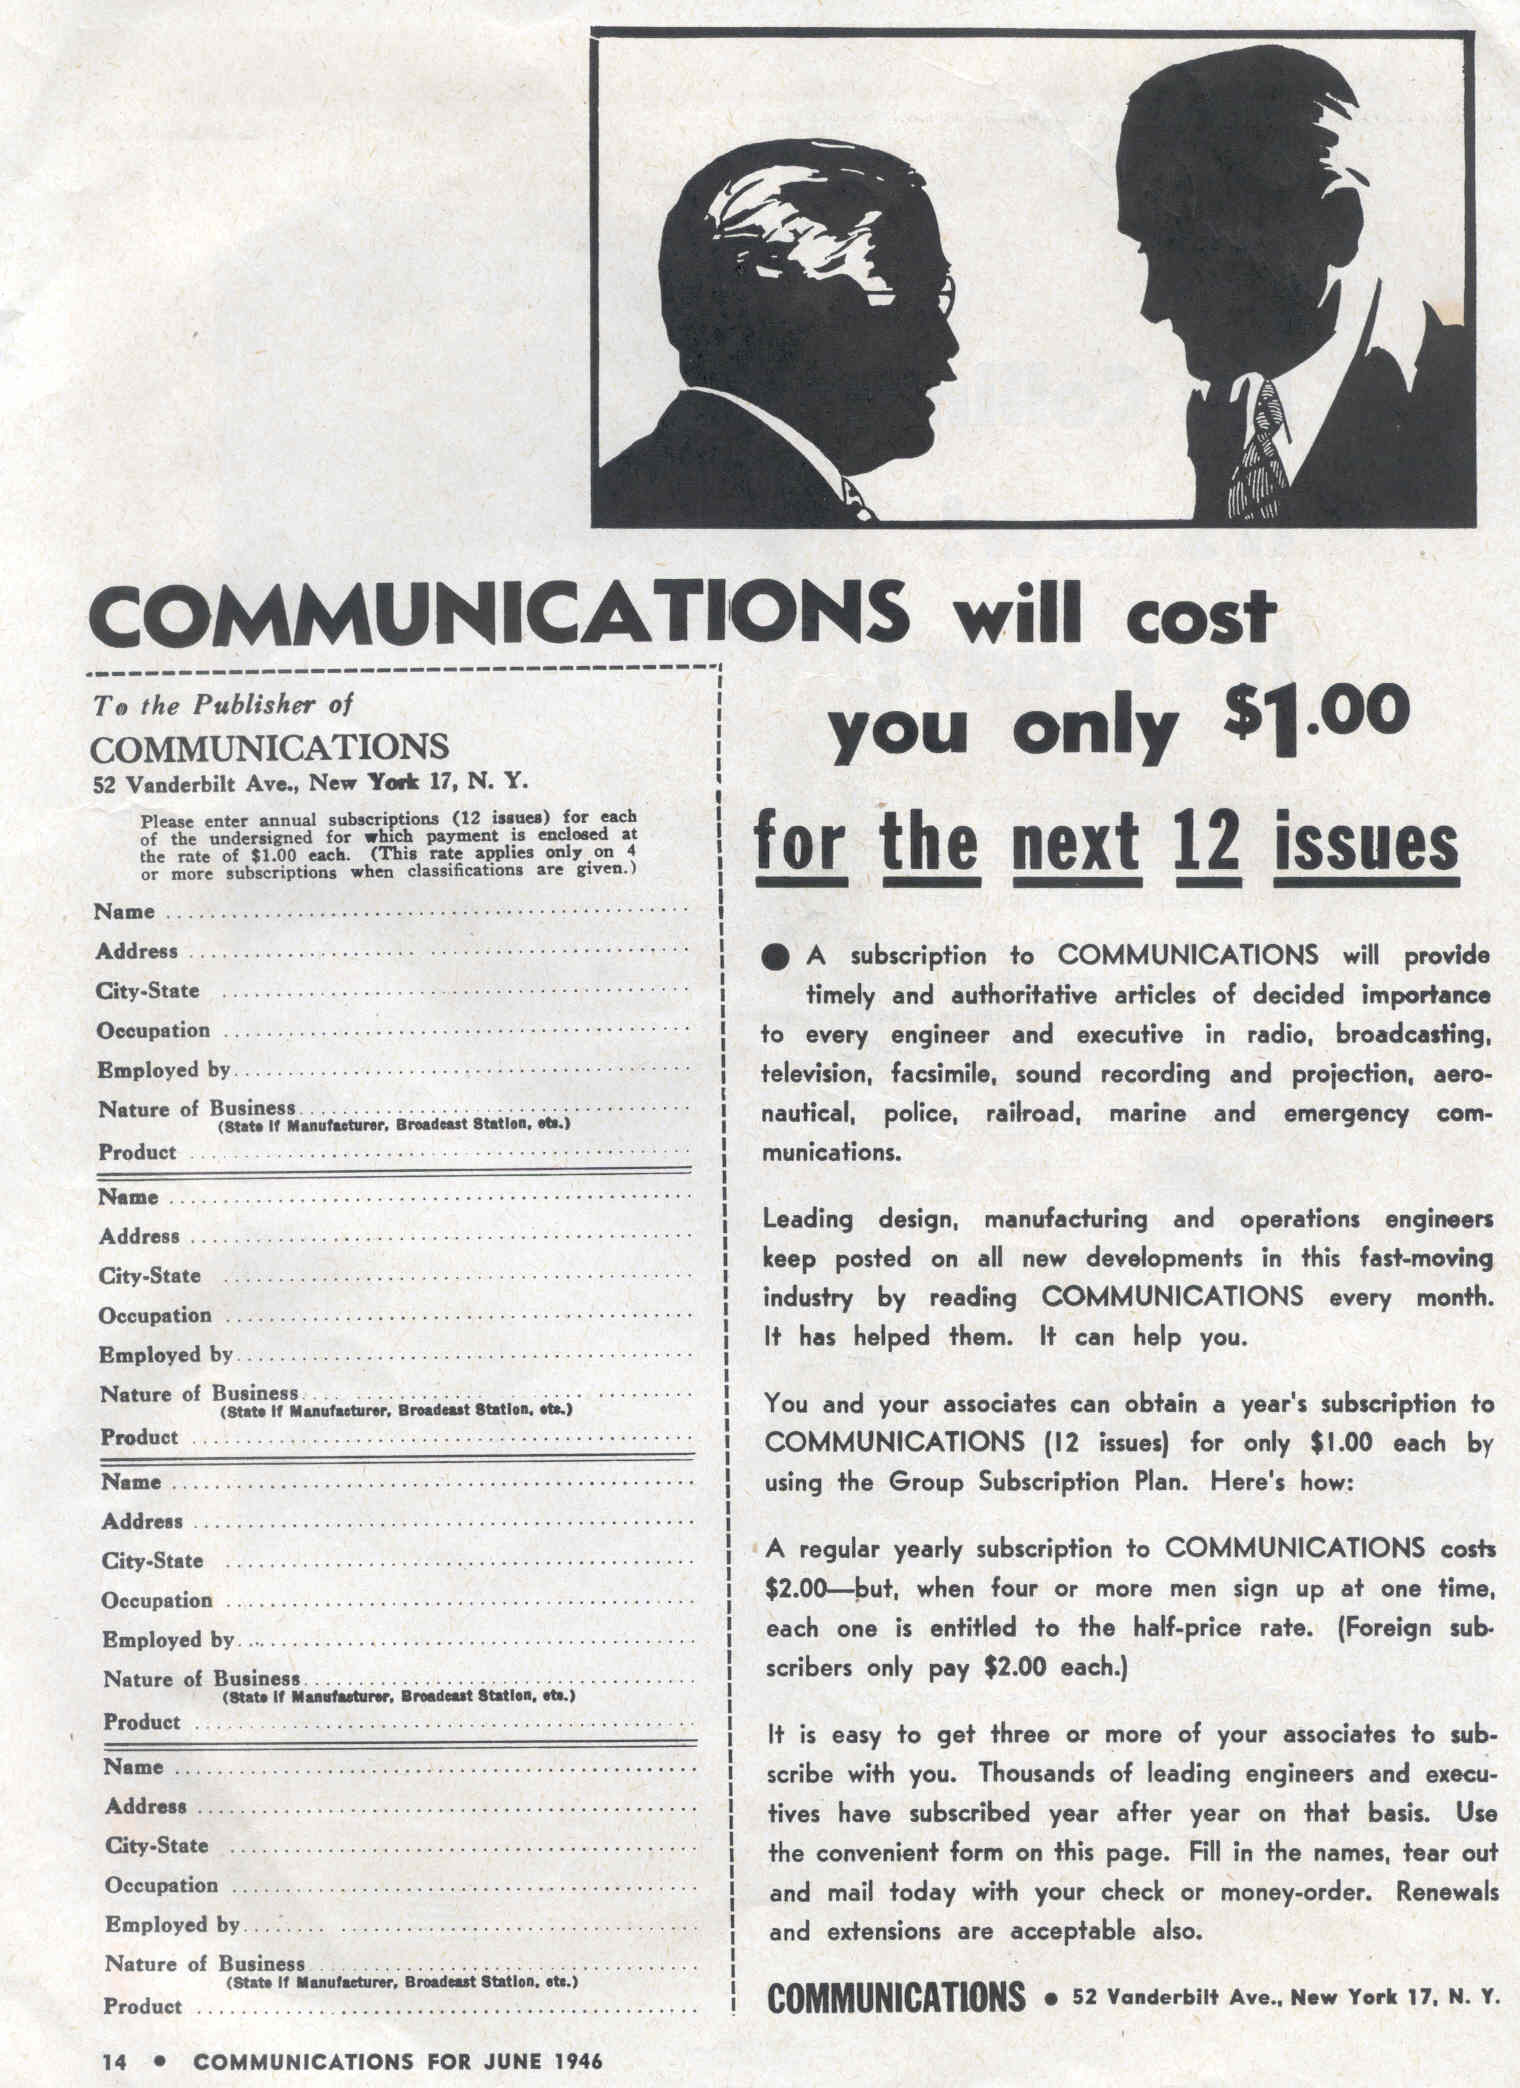 COMMUNICATIONS will cost
you only $1.00
for the next 12 issues
To the Publisher of
COMMUNICATIONS
52 Vanderbilt Ave., New York 17, N. Y.
Please enter annual subscriptions (12 issues) for each
of the undersigned for which payment is enclosed at
the rate of $1.00 each. (This rate applies only on 4
or more subscriptions when classifications are given.)
Name
Address
City-State
Occupation
Employed by
Nature of Business
(State If Manufacturer, Broadcast Station, etc.)
Product
Name
Address
City-State
Occupation
Employed by
Nature of Business
(State If Manufacturer, Broadcast Station, etc.)
Product
Name
Address
City-State
Occupation
Employed by
Nature of Business
(State If Manufacturer, Broadcast Station, etc.)
Product
Name
Address
City-State
Occupation
Employed by
Nature of Business
(State If Manufacturer, Broadcast Station, etc.)
Product
● A subscription to COMMUNICATIONS will provide
timely and authoritative articles of decided importance
to every engineer and executive in radio, broadcasting,
television, facsimile, sound recording and projection, aero-
nautical, police, railroad, marine and emergency com-
munications.
Leading design, manufacturing and operations engineers
keep posted on all new developments in this fast-moving
industry by reading COMMUNICATIONS every month.
It has helped them. It can help you.
You and your associates can obtain a year's subscription to
COMMUNICATIONS (12 issues) for only $1.00 each by
using the Group Subscription Plan. Here's how:
A regular yearly subscription to COMMUNICATIONS costs
$2.00—but, when four or more men sign up at one time,
each one is entitled to the half-price rate. (Foreign sub-
scribers only pay $2.00 each.)
It is easy to get three or more of your associates to sub-
scribe with you. Thousands of leading engineers and execu-
tives have subscribed year after year on that basis. Use
the convenient form on this page. Fill in the names, tear out
and mail today with your check or money-order. Renewals
and extensions are acceptable also.
COMMUNICATIONS ● 52 Vanderbilt Ave., New York 17, N. Y.
14 ● COMMUNICATIONS FOR JUNE 1946